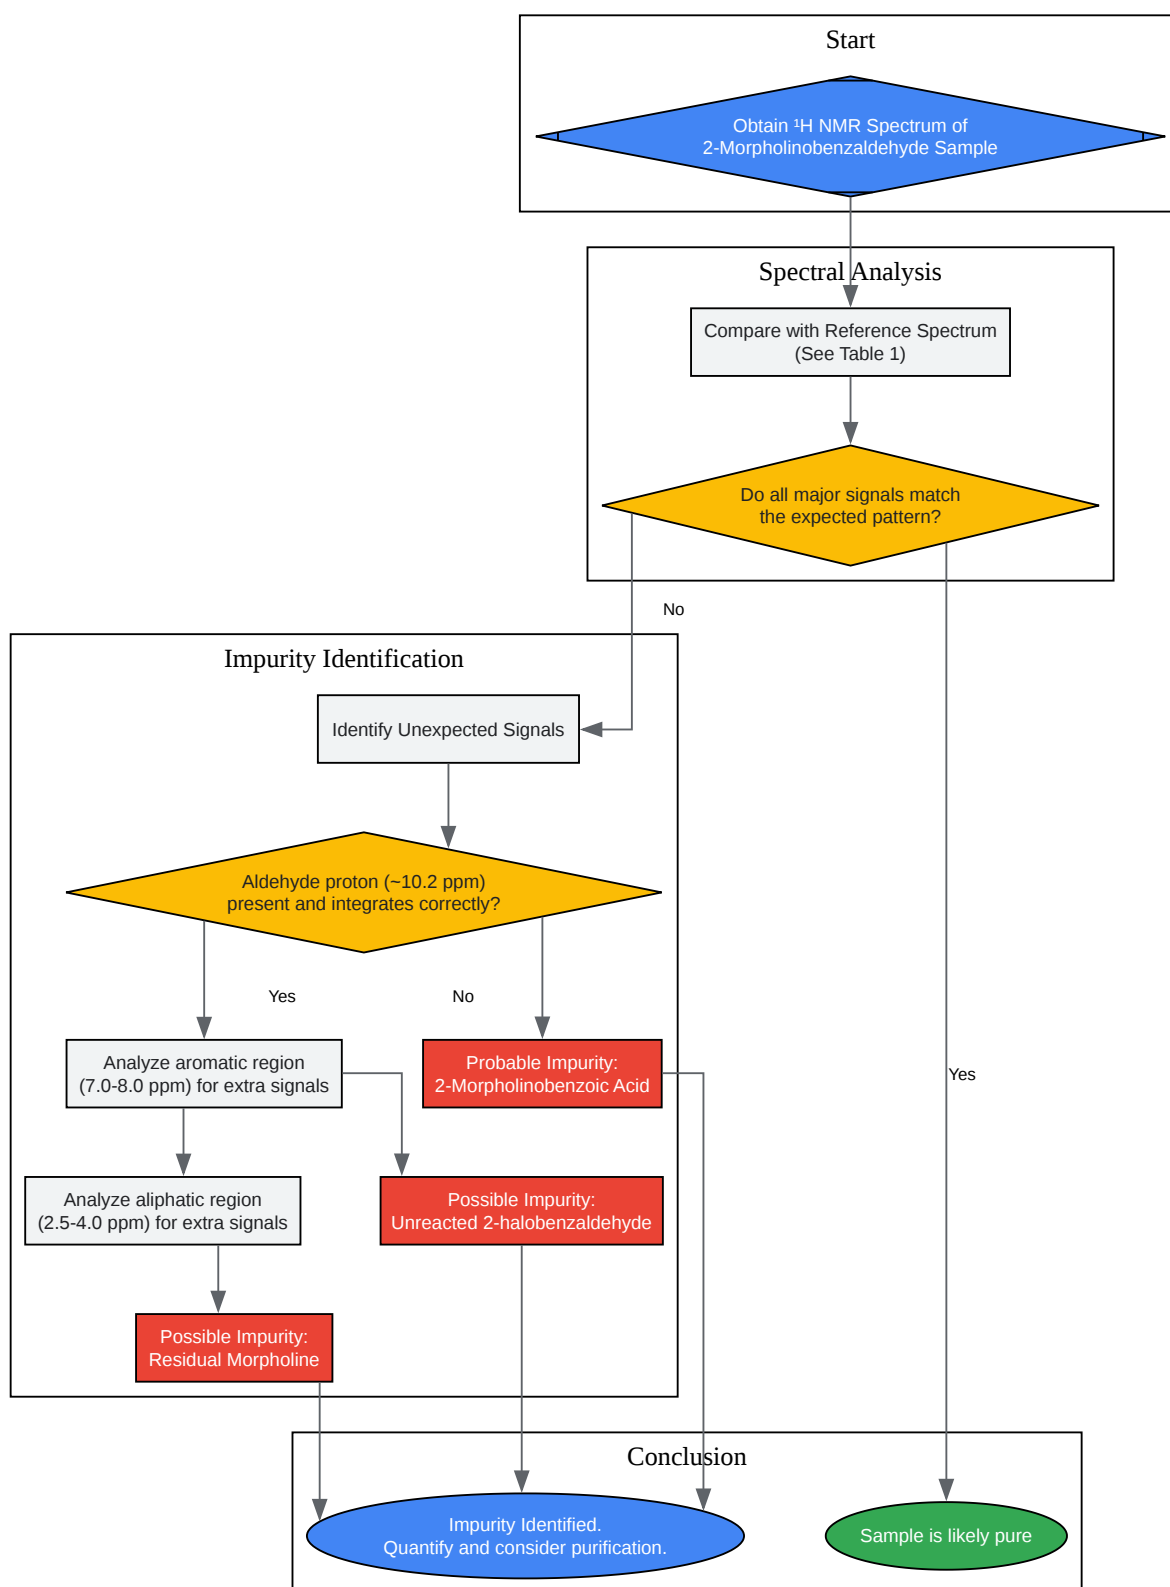 Start
Obtain ¹H NMR Spectrum of
2-Morpholinobenzaldehyde Sample
Spectral Analysis
Compare with Reference Spectrum
(See Table 1)
Do all major signals match
the expected pattern?
No
Impurity Identification
Identify Unexpected Signals
Aldehyde proton (~10.2 ppm)
present and integrates correctly?
Yes
No
Analyze aromatic region
(7.0-8.0 ppm) for extra signals
Probable Impurity:
2-Morpholinobenzoic Acid
Yes
Analyze aliphatic region
(2.5-4.0 ppm) for extra signals
Possible Impurity:
Unreacted 2-halobenzaldehyde
Possible Impurity:
Residual Morpholine
Conclusion
Impurity Identified.
Quantify and consider purification.
Sample is likely pure